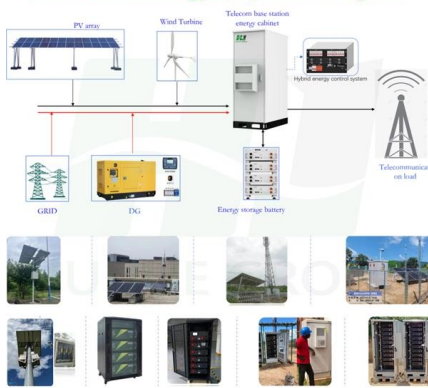 Telecom base station
energy cabinet
PV array
Wind Turbine
Hybrid energy control system
Telecommunicati
on load
GRID
DG
Energy storage battery